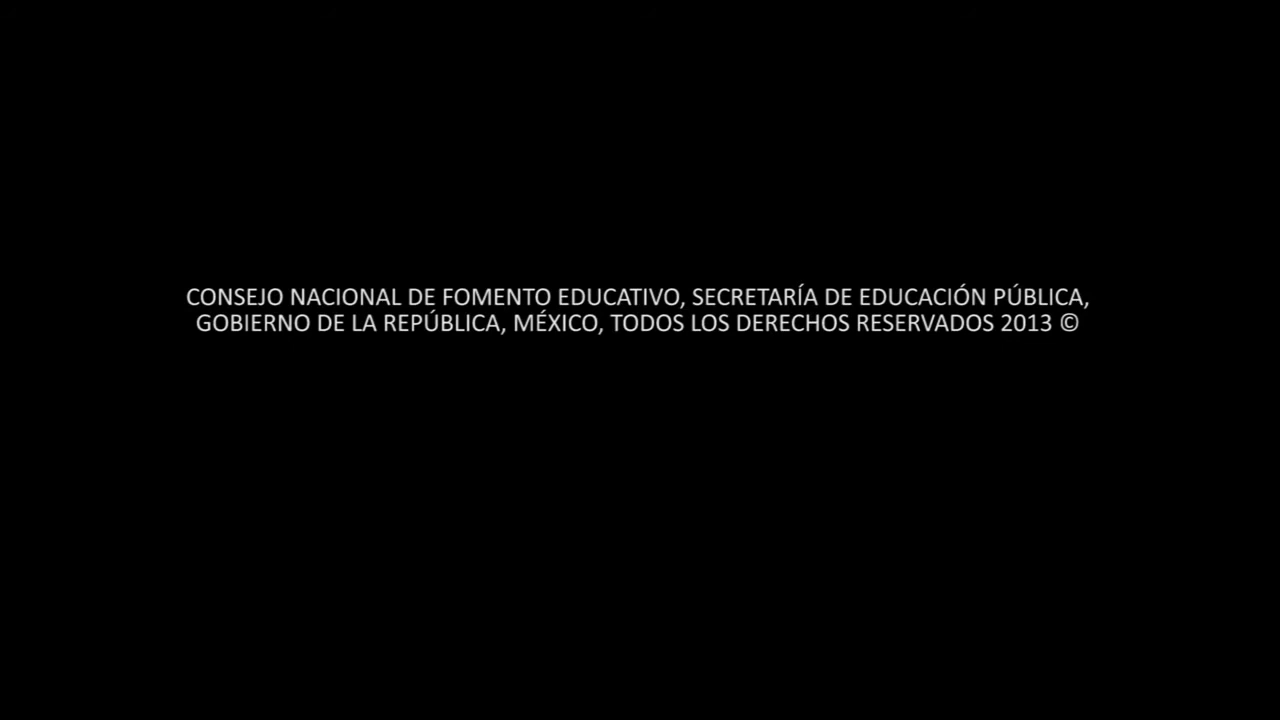 CONSEJO NACIONAL DE FOMENTO EDUCATIVO, SECRETARÍA DE EDUCACIÓN PÚBLICA,
GOBIERNO DE LA REPÚBLICA, MÉXICO, TODOS LOS DERECHOS RESERVADOS 2013 ©